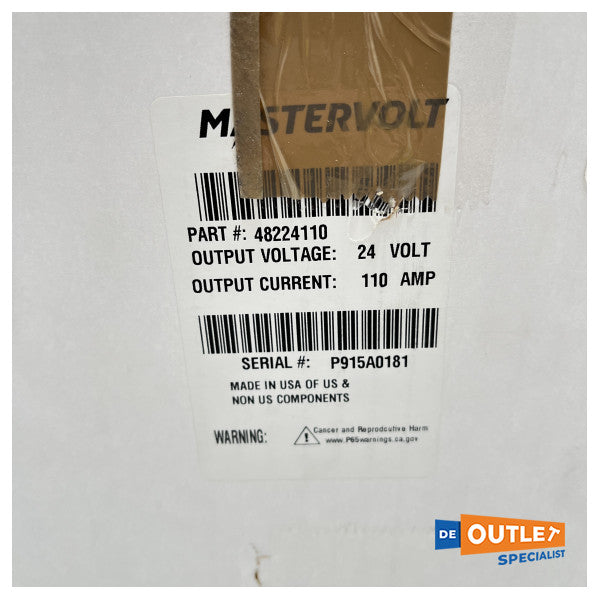 MASTERVOLT
PART #: 48224110
OUTPUT VOLTAGE: 24 VOLT
OUTPUT CURRENT: 110 AMP
SERIAL #: P915A0181
MADE IN USA OF US &
NON US COMPONENTS
WARNING: Cancer and Reprodcutive Harm
www.P65warnings.ca.gov
DE OUTLET
SPECIALIST